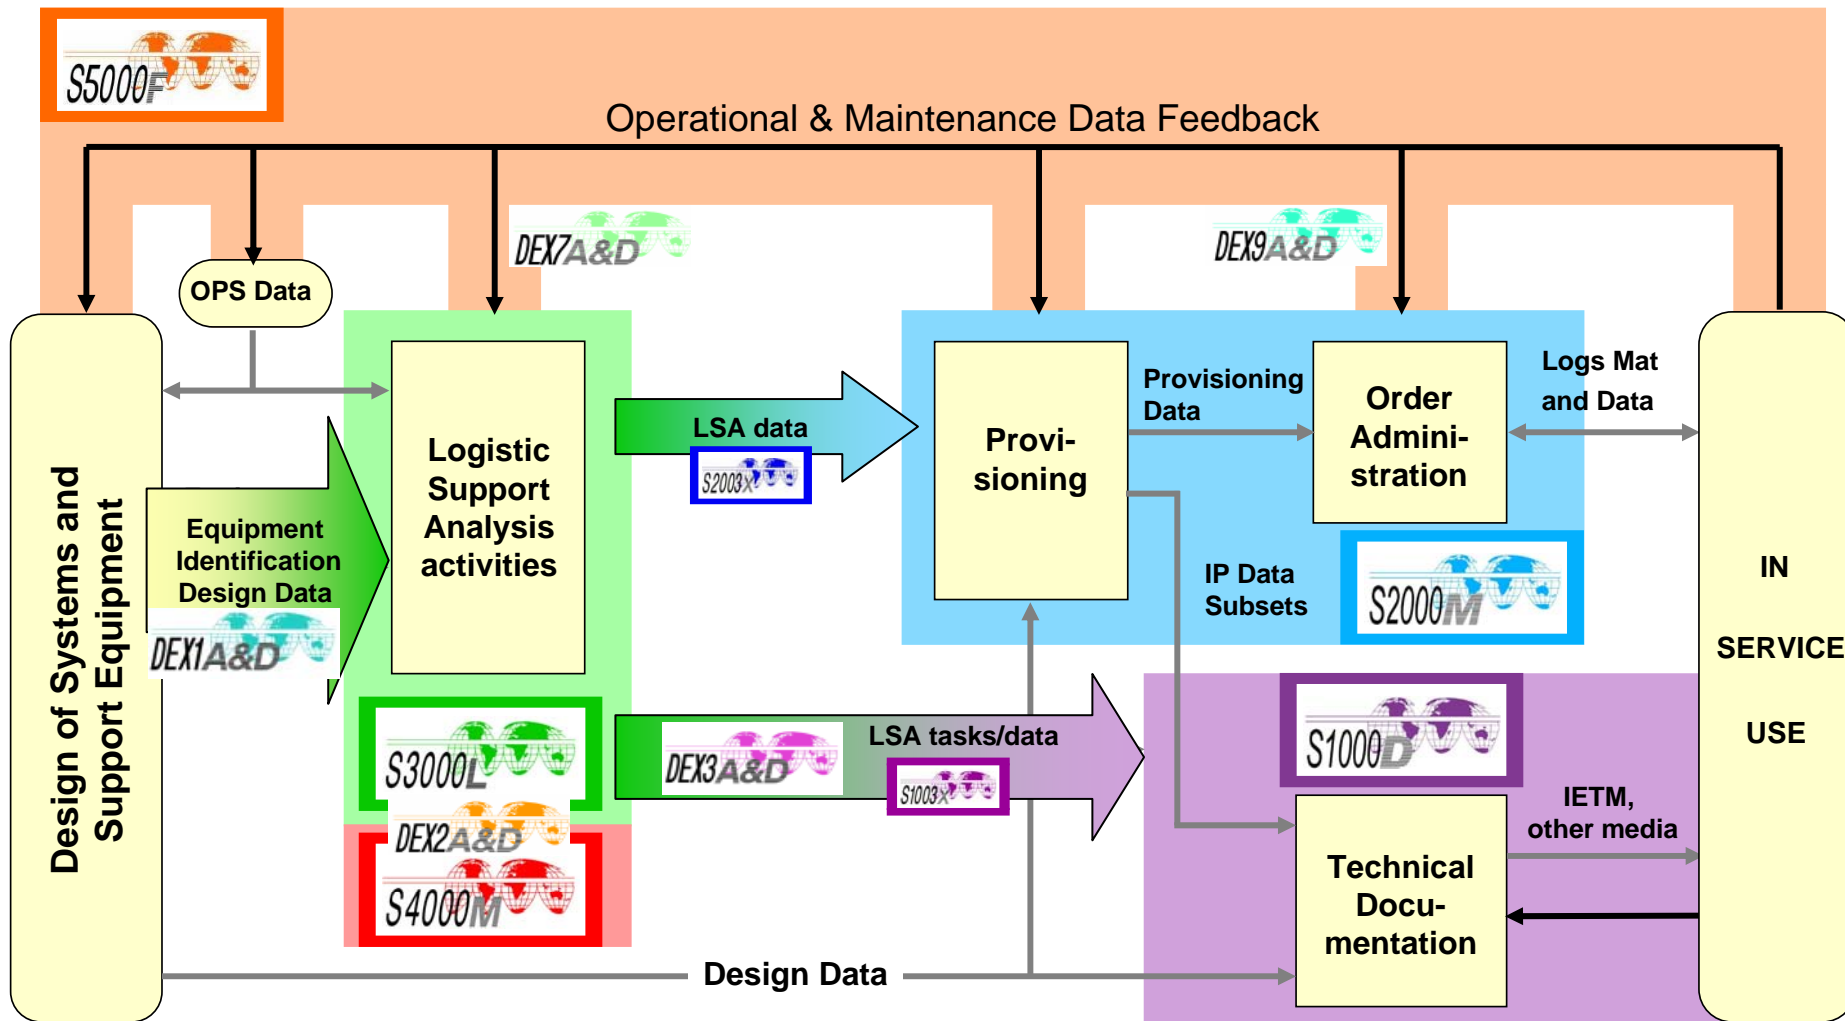 S5000F
Operational & Maintenance Data Feedback
DEX7A&D
DEX9A&D
OPS Data
Design of Systems and
Support Equipment
Equipment
Identification
Design Data
DEX1A&D
Logistic
Support
Analysis
activities
LSA data
S2003X
Provi-
sioning
Provisioning
Data
Order
Admini-
stration
Logs Mat
and Data
IP Data
Subsets
S2000M
IN
SERVICE
USE
S3000L
DEX2A&D
S4000M
DEX3A&D
LSA tasks/data
S1003X
S1000D
IETM,
other media
Technical
Docu-
mentation
Design Data